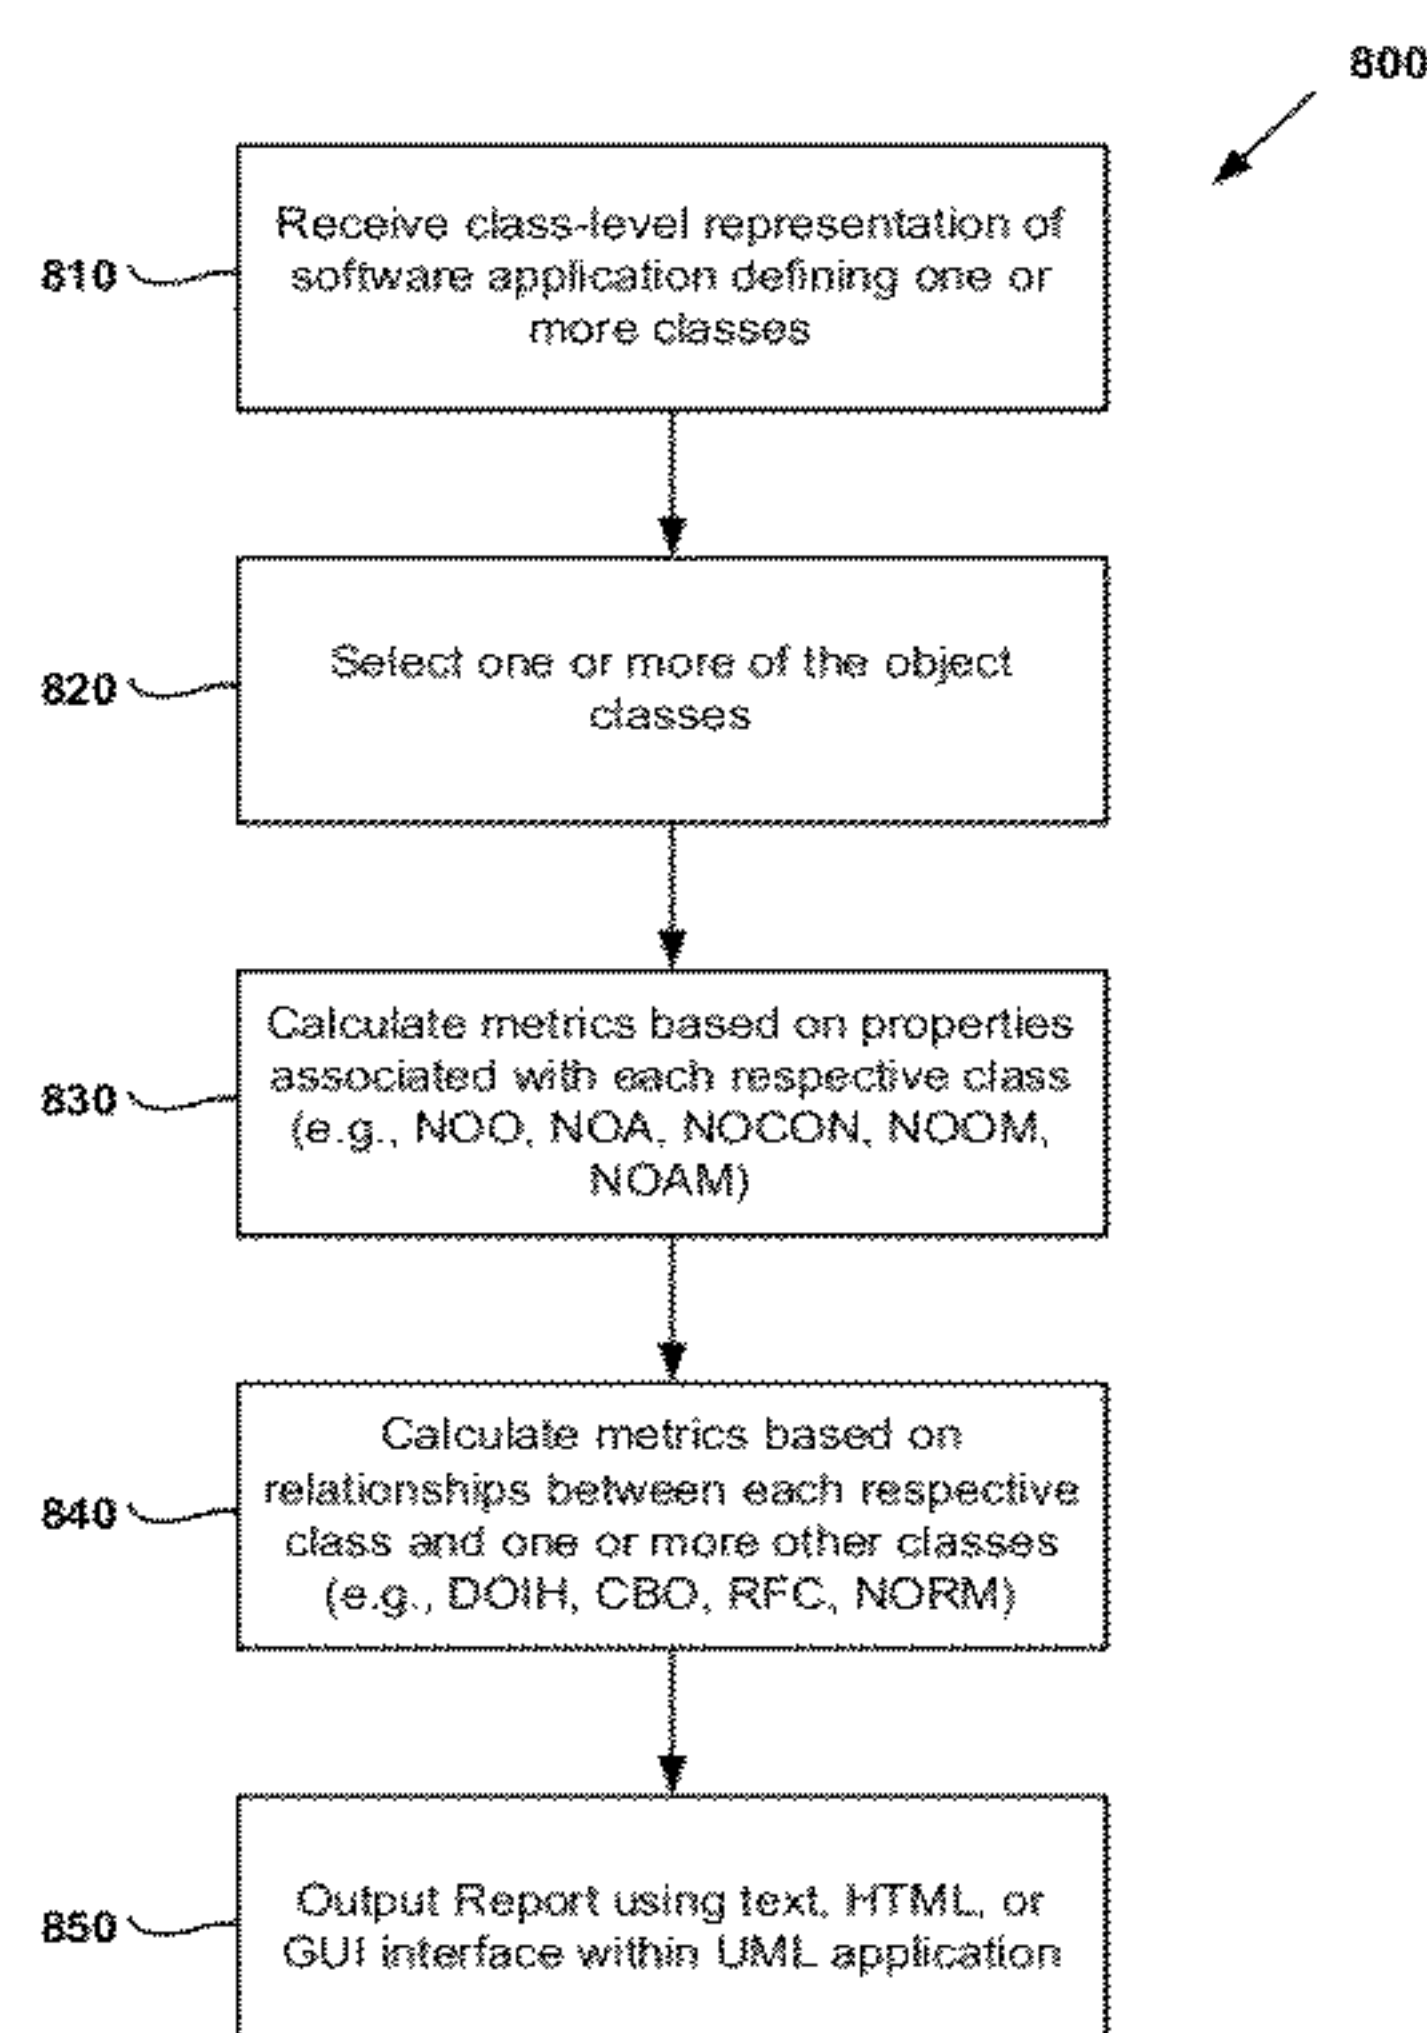 800
Receive class-level representation of
810
software application defining one or
more classes
Select one or more of the object
820
classes
Calculate metrics based on properties
associated with each respective class
830
(e.g., NOO, NOA, NOCON, NOOM,
NOAM)
Calculate metrics based on
relationships between each respective
840
class and one or more other classes
(e.g., DOIH, CBO, RFC, NORM)
Output Report using text, HTML, or
850
GUI interface within UML application